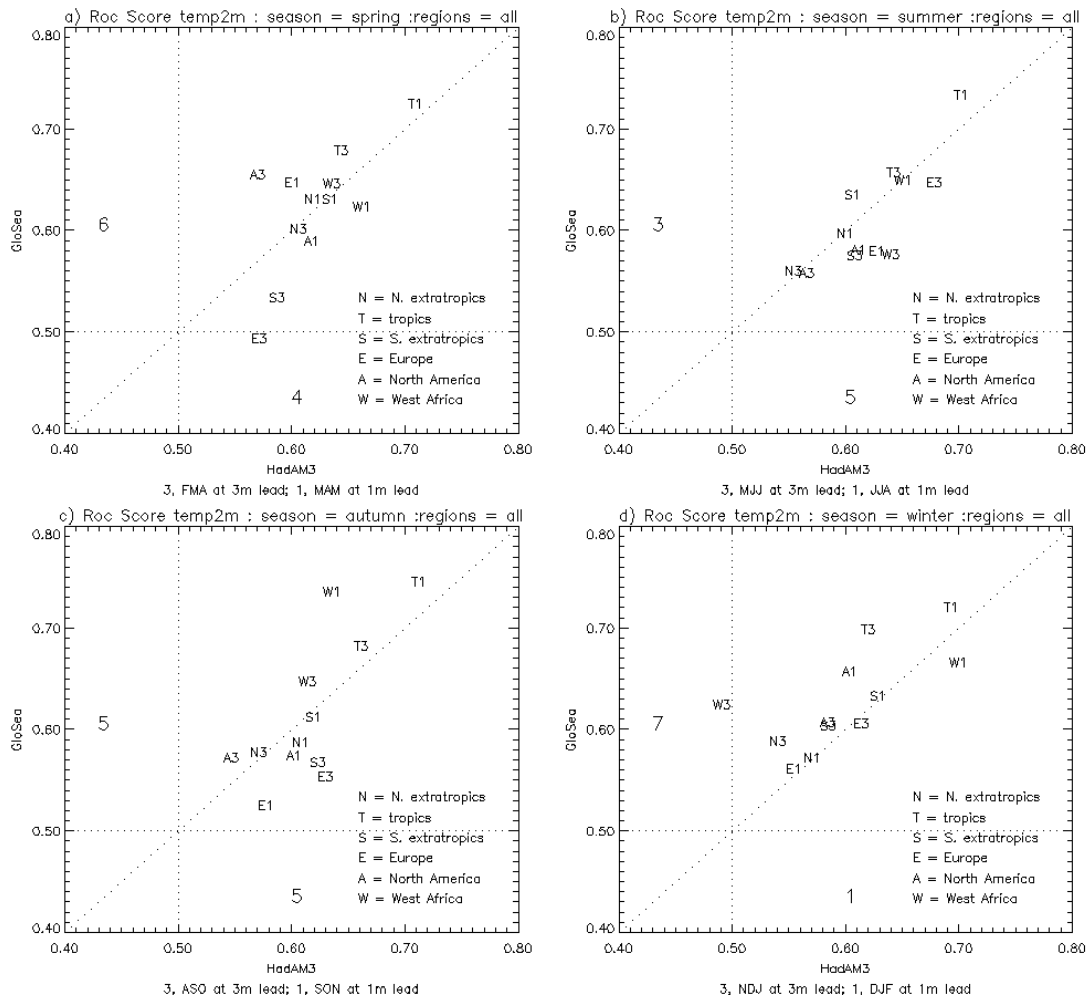 a) Roc Score temp2m : season = spring :regions = all
0.80
0.70
0.60
0.50
0.40
GloSea
T1
T3
A3
E1
W3
N1
S1
W1
N3
A1
S3
E3
6
4
N = N. extratropics
T = tropics
S = S. extratropics
E = Europe
A = North America
W = West Africa
0.40 0.50 0.60 0.70 0.80
HadAM3
3, FMA at 3m lead; 1, MAM at 1m lead
b) Roc Score temp2m : season = summer :regions = all
0.80
0.70
0.60
0.50
0.40
GloSea
T1
T3
W1
E3
S1
N1
A1
E1
S3
W3
N3
A3
3
5
N = N. extratropics
T = tropics
S = S. extratropics
E = Europe
A = North America
W = West Africa
0.40 0.50 0.60 0.70 0.80
HadAM3
3, MJJ at 3m lead; 1, JJA at 1m lead
c) Roc Score temp2m : season = autumn :regions = all
0.80
0.70
0.60
0.50
0.40
GloSea
T1
W1
T3
W3
S1
N1
N3
A3
A1
S3
E3
E1
5
5
N = N. extratropics
T = tropics
S = S. extratropics
E = Europe
A = North America
W = West Africa
0.40 0.50 0.60 0.70 0.80
HadAM3
3, ASO at 3m lead; 1, SON at 1m lead
d) Roc Score temp2m : season = winter :regions = all
0.80
0.70
0.60
0.50
0.40
GloSea
T1
T3
W1
A1
S1
W3
A3
S3
E3
N3
N1
E1
7
1
N = N. extratropics
T = tropics
S = S. extratropics
E = Europe
A = North America
W = West Africa
0.40 0.50 0.60 0.70 0.80
HadAM3
3, NDJ at 3m lead; 1, DJF at 1m lead